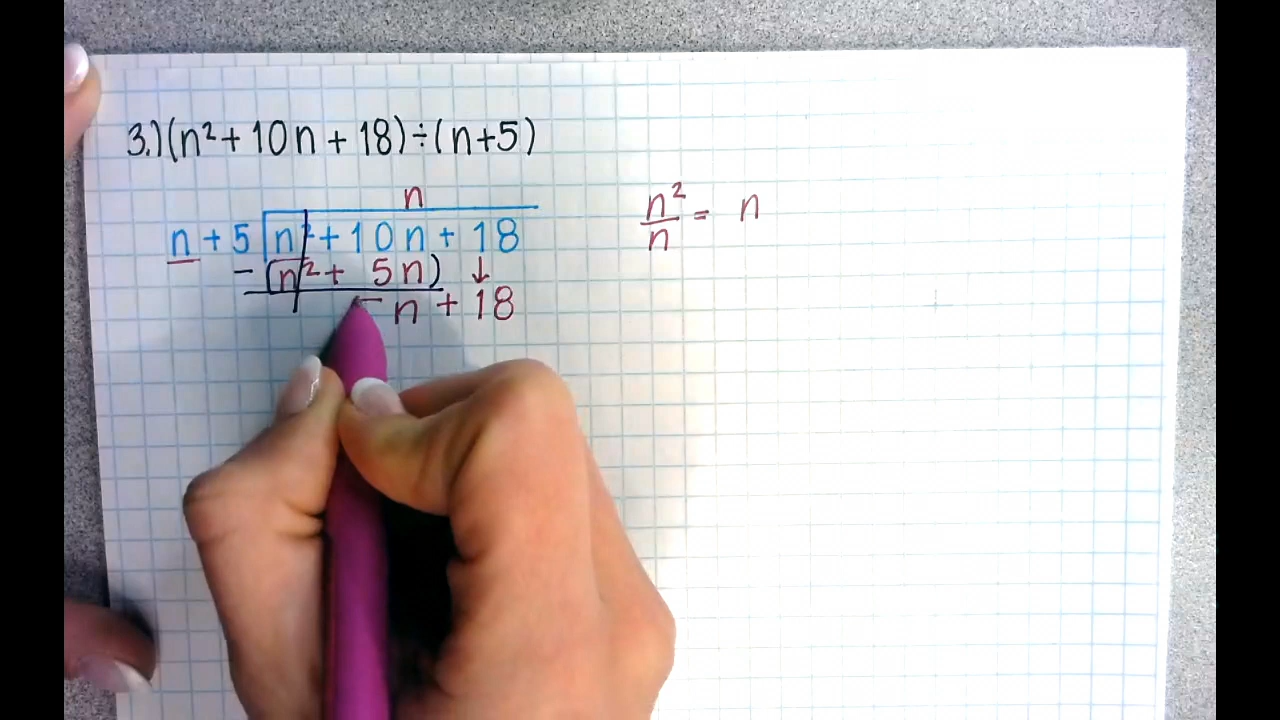 3.) (n² + 10n + 18) ÷ (n+5)
n
n + 5 n² + 10n + 18
n²/n = n
- (n² + 5n) ↓
n + 18